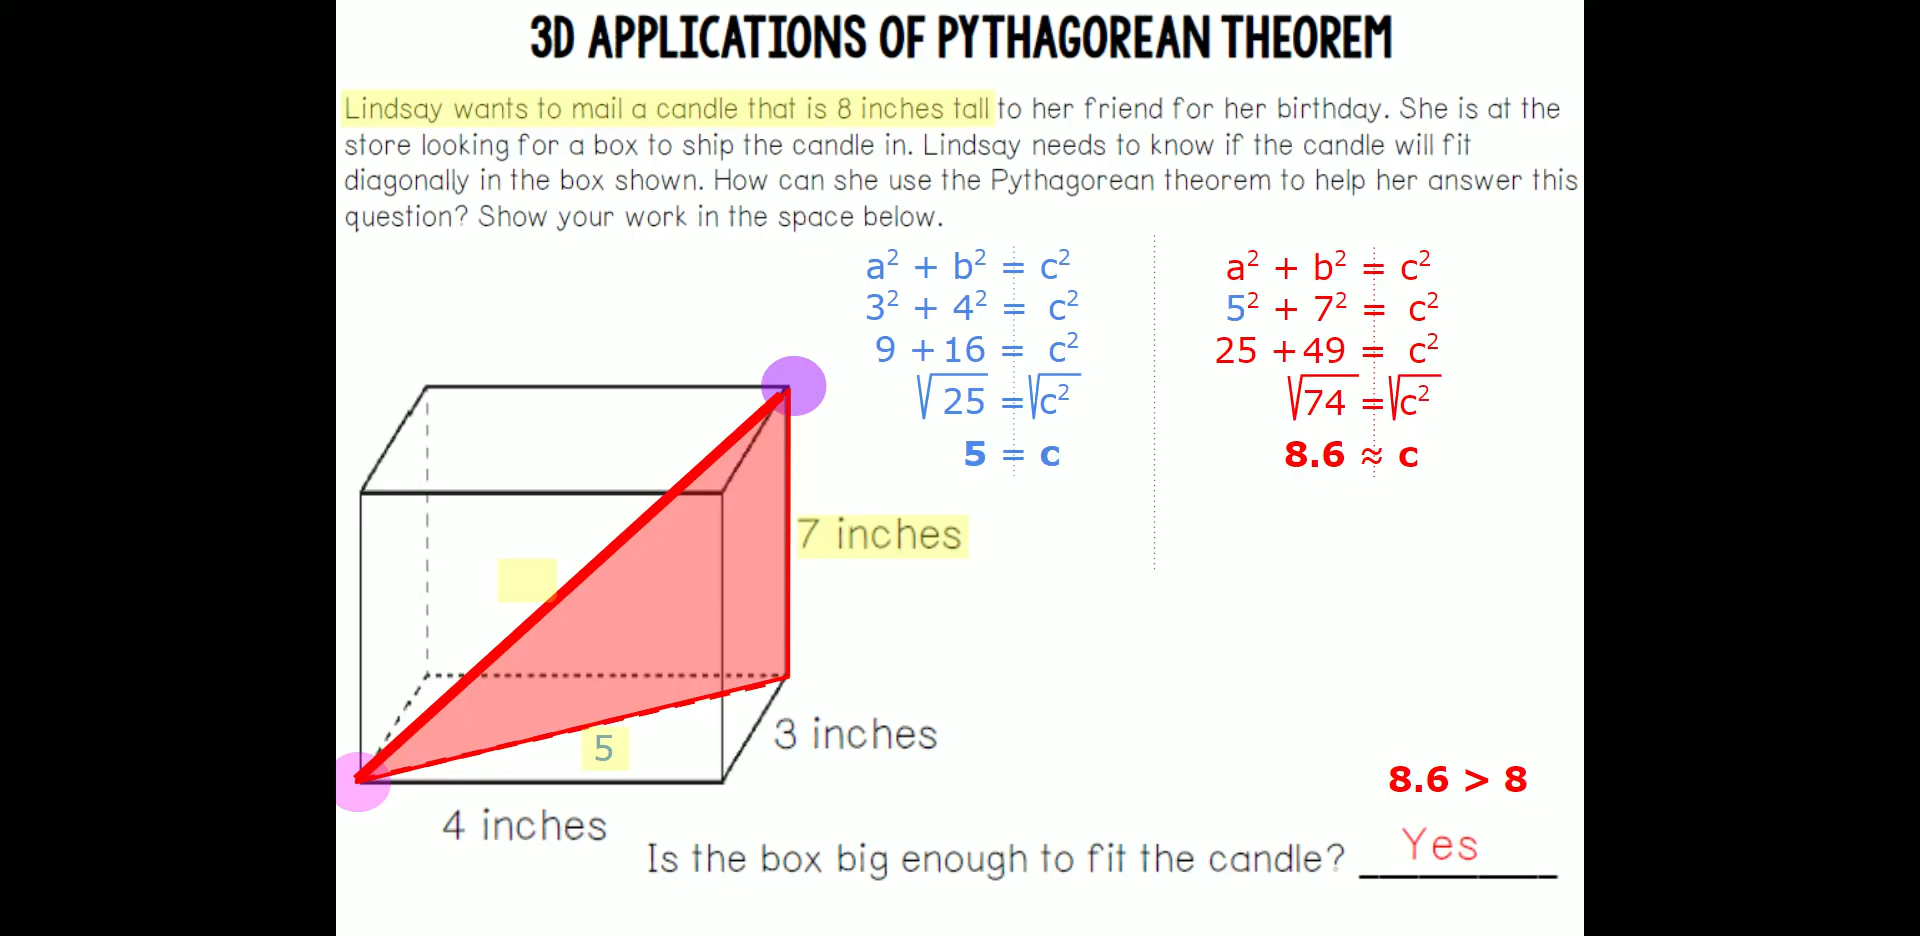 3D APPLICATIONS OF PYTHAGOREAN THEOREM
Lindsay wants to mail a candle that is 8 inches tall to her friend for her birthday. She is at the
store looking for a box to ship the candle in. Lindsay needs to know if the candle will fit
diagonally in the box shown. How can she use the Pythagorean theorem to help her answer this
question? Show your work in the space below.
a² + b² = c²
3² + 4² = c²
9 + 16 = c²
√25 = √c²
5 = c
a² + b² = c²
5² + 7² = c²
25 + 49 = c²
√74 = √c²
8.6 ≈ c
7 inches
5
3 inches
4 inches
8.6 > 8
Is the box big enough to fit the candle? Yes